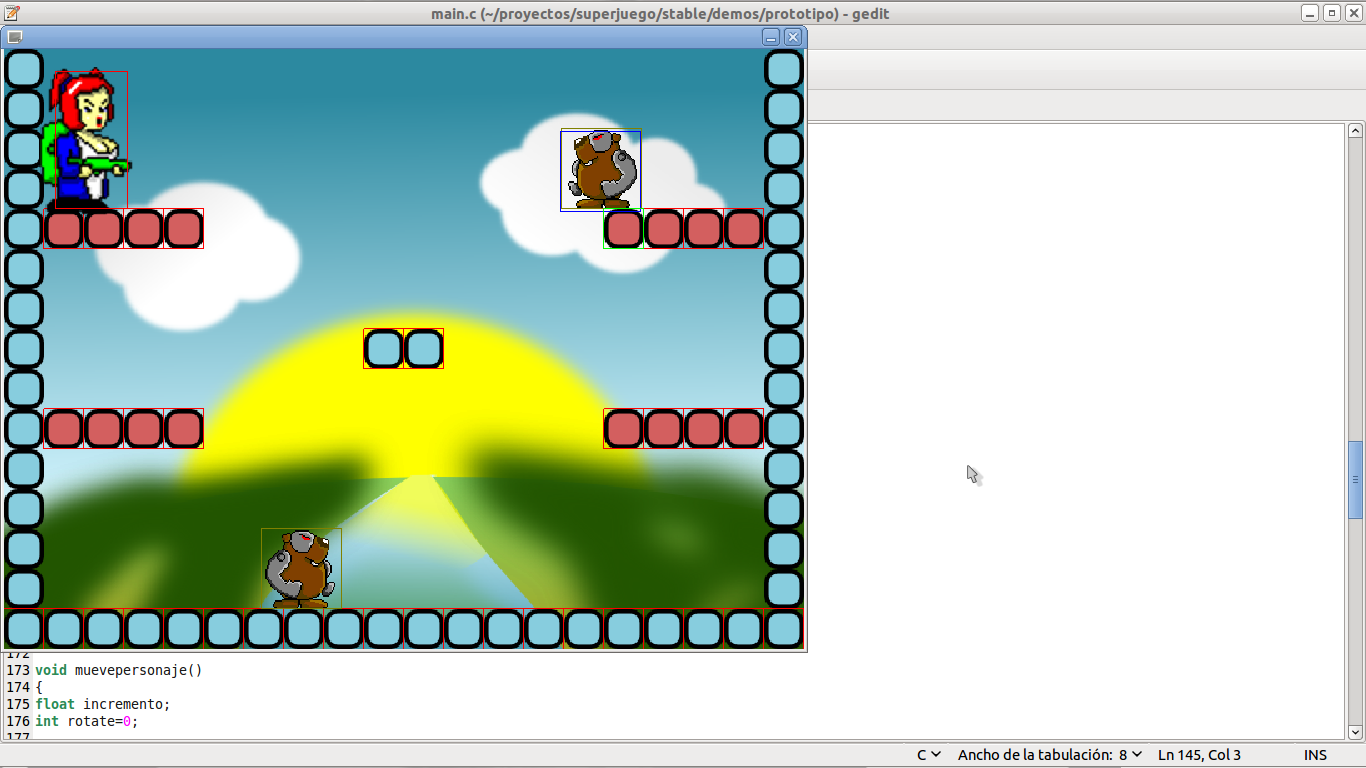 main.c (~/proyectos/superjuego/stable/demos/prototipo) - gedit
172
173 void muevepersonaje()
174 {
175 float incremento;
176 int rotate=0;
177
C Ancho de la tabulación: 8 Ln 145, Col 3 INS